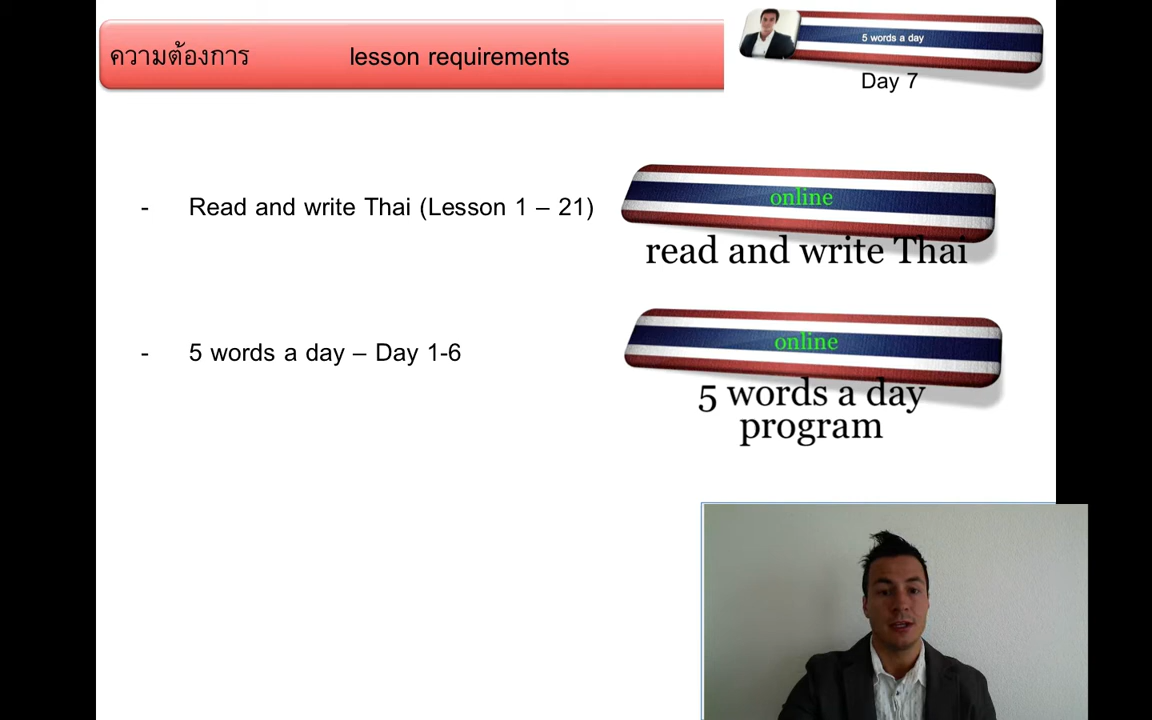 ความต้องการ lesson requirements
5 words a day
Day 7
- Read and write Thai (Lesson 1 – 21)
online
read and write Thai
- 5 words a day – Day 1-6
online
5 words a day
program